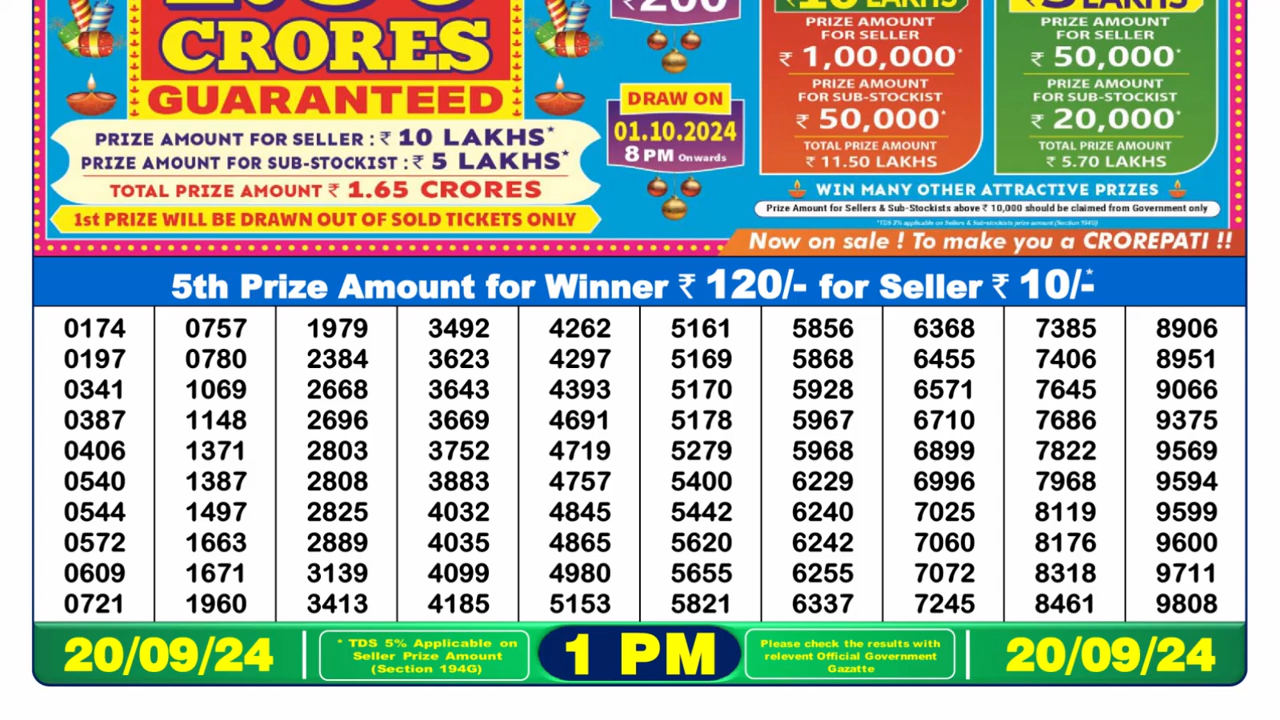 CRORES
GUARANTEED
PRIZE AMOUNT FOR SELLER : ₹ 10 LAKHS*
PRIZE AMOUNT FOR SUB-STOCKIST : ₹ 5 LAKHS*
TOTAL PRIZE AMOUNT ₹ 1.65 CRORES
1st PRIZE WILL BE DRAWN OUT OF SOLD TICKETS ONLY
₹200
DRAW ON
01.10.2024
8 PM Onwards
₹10 LAKHS
PRIZE AMOUNT
FOR SELLER
₹ 1,00,000*
PRIZE AMOUNT
FOR SUB-STOCKIST
₹ 50,000*
TOTAL PRIZE AMOUNT
₹ 11.50 LAKHS
₹5 LAKHS
PRIZE AMOUNT
FOR SELLER
₹ 50,000*
PRIZE AMOUNT
FOR SUB-STOCKIST
₹ 20,000*
TOTAL PRIZE AMOUNT
₹ 5.70 LAKHS
WIN MANY OTHER ATTRACTIVE PRIZES
Prize Amount for Sellers & Sub-Stockists above ₹ 10,000 should be claimed from Government only
Now on sale ! To make you a CROREPATI !!
5th Prize Amount for Winner ₹ 120/- for Seller ₹ 10/-*
0174 0757 1979 3492 4262 5161 5856 6368 7385 8906
0197 0780 2384 3623 4297 5169 5868 6455 7406 8951
0341 1069 2668 3643 4393 5170 5928 6571 7645 9066
0387 1148 2696 3669 4691 5178 5967 6710 7686 9375
0406 1371 2803 3752 4719 5279 5968 6899 7822 9569
0540 1387 2808 3883 4757 5400 6229 6996 7968 9594
0544 1497 2825 4032 4845 5442 6240 7025 8119 9599
0572 1663 2889 4035 4865 5620 6242 7060 8176 9600
0609 1671 3139 4099 4980 5655 6255 7072 8318 9711
0721 1960 3413 4185 5153 5821 6337 7245 8461 9808
20/09/24
* TDS 5% Applicable on
Seller Prize Amount
(Section 194G)
1 PM
Please check the results with
relevent Official Government
Gazatte
20/09/24